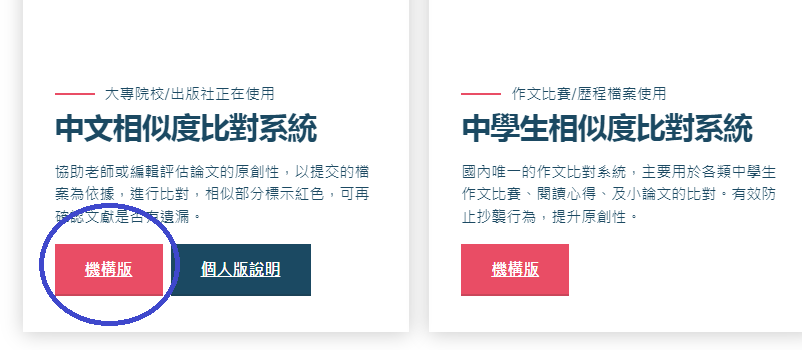 大專院校/出版社正在使用
中文相似度比對系統
協助老師或編輯評估論文的原創性，以提交的檔
案為依據，進行比對，相似部分標示紅色，可再
確認文獻是否有遺漏。
機構版
個人版說明
作文比賽/歷程檔案使用
中學生相似度比對系統
國內唯一的作文比對系統，主要用於各類中學生
作文比賽、閱讀心得、及小論文的比對。有效防
止抄襲行為，提升原創性。
機構版